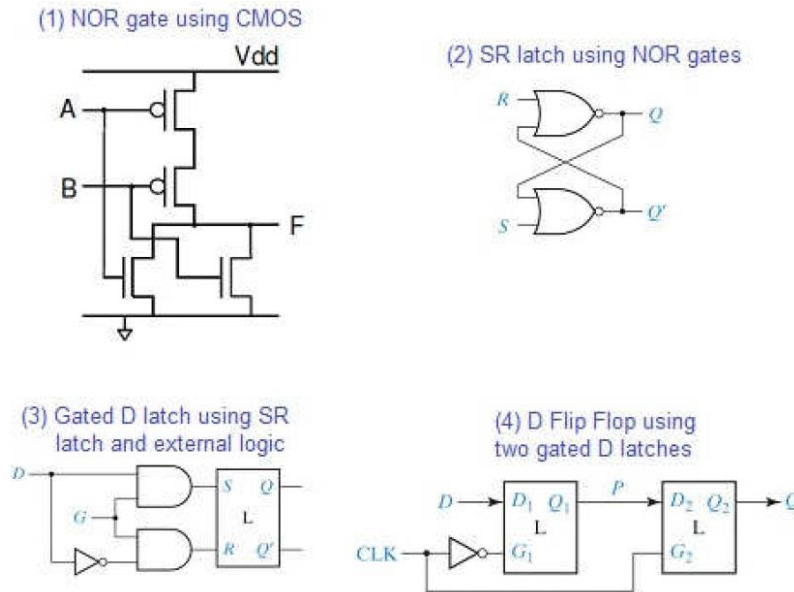 (1) NOR gate using CMOS
Vdd
A
B
F
(2) SR latch using NOR gates
R
Q
S
Q'
(3) Gated D latch using SR
latch and external logic
D
G
S Q
L
R Q'
(4) D Flip Flop using
two gated D latches
D D1 Q1 P D2 Q2 Q
L L
CLK G1 G2